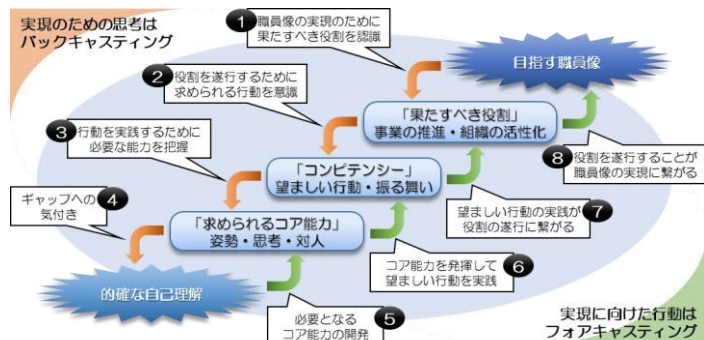 実現のための思考は
バックキャスティング
1 職員像の実現のために
果たすべき役割を認識
目指す職員像
2 役割を遂行するために
求められる行動を意識
「果たすべき役割」
事業の推進・組織の活性化
3 行動を実践するために
必要な能力を把握
8 役割を遂行することが
職員像の実現に繋がる
「コンピテンシー」
望ましい行動・振る舞い
ギャップへの
気付き 4
7 望ましい行動の実践が
役割の遂行に繋がる
「求められるコア能力」
姿勢・思考・対人
6 コア能力を発揮して
望ましい行動を実践
的確な自己理解
5 必要となる
コア能力の開発
実現に向けた行動は
フォアキャスティング